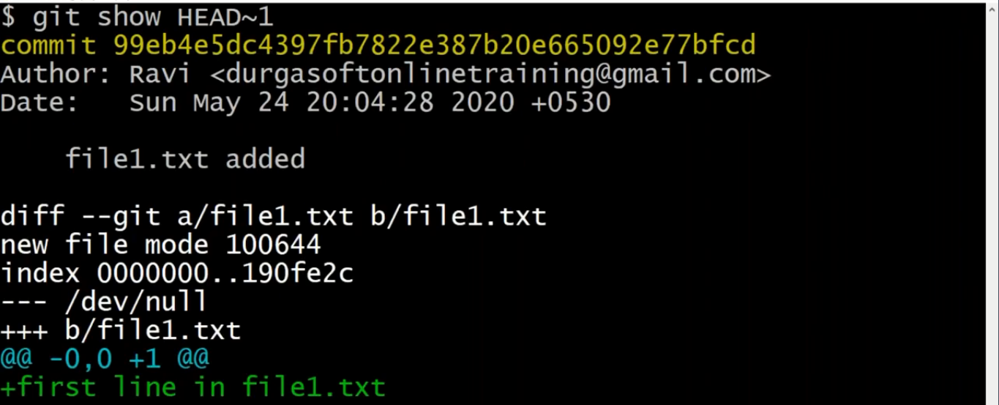 $ git show HEAD~1
commit 99eb4e5dc4397fb7822e387b20e665092e77bfcd
Author: Ravi <durgasoftonlinetraining@gmail.com>
Date:   Sun May 24 20:04:28 2020 +0530

    file1.txt added

diff --git a/file1.txt b/file1.txt
new file mode 100644
index 0000000..190fe2c
--- /dev/null
+++ b/file1.txt
@@ -0,0 +1 @@
+first line in file1.txt